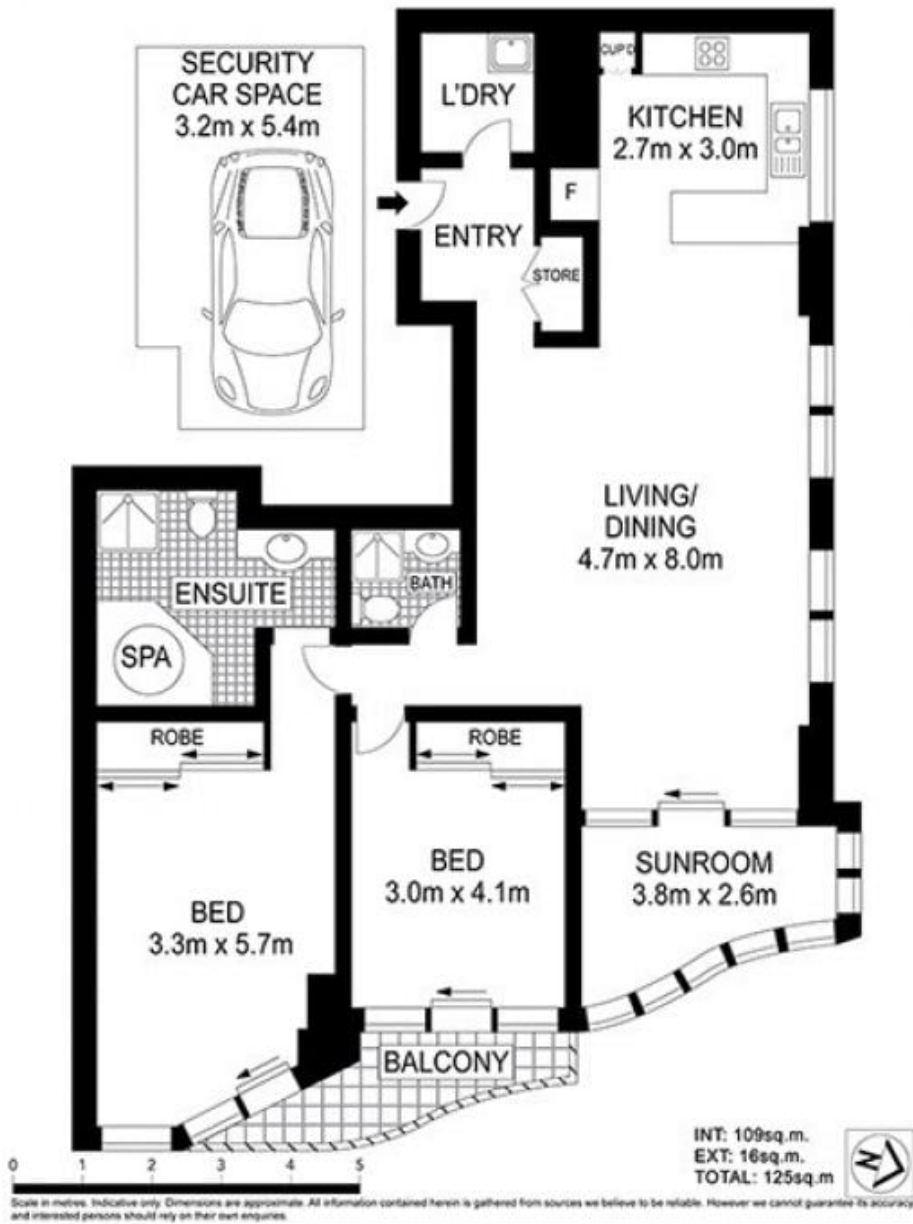 SECURITY
CAR SPACE
3.2m x 5.4m
L'DRY
CUP'D
KITCHEN
2.7m x 3.0m
F
ENTRY
STORE
LIVING/
DINING
4.7m x 8.0m
ENSUITE
BATH
SPA
ROBE
ROBE
BED
3.0m x 4.1m
SUNROOM
3.8m x 2.6m
BED
3.3m x 5.7m
BALCONY
INT: 109sq.m.
EXT: 16sq.m.
TOTAL: 125sq.m
N
0 1 2 3 4 5
Scale in metres. Indicative only. Dimensions are approximate. All information contained herein is gathered from sources we believe to be reliable. However we cannot guarantee its accuracy
and interested persons should rely on their own enquiries.